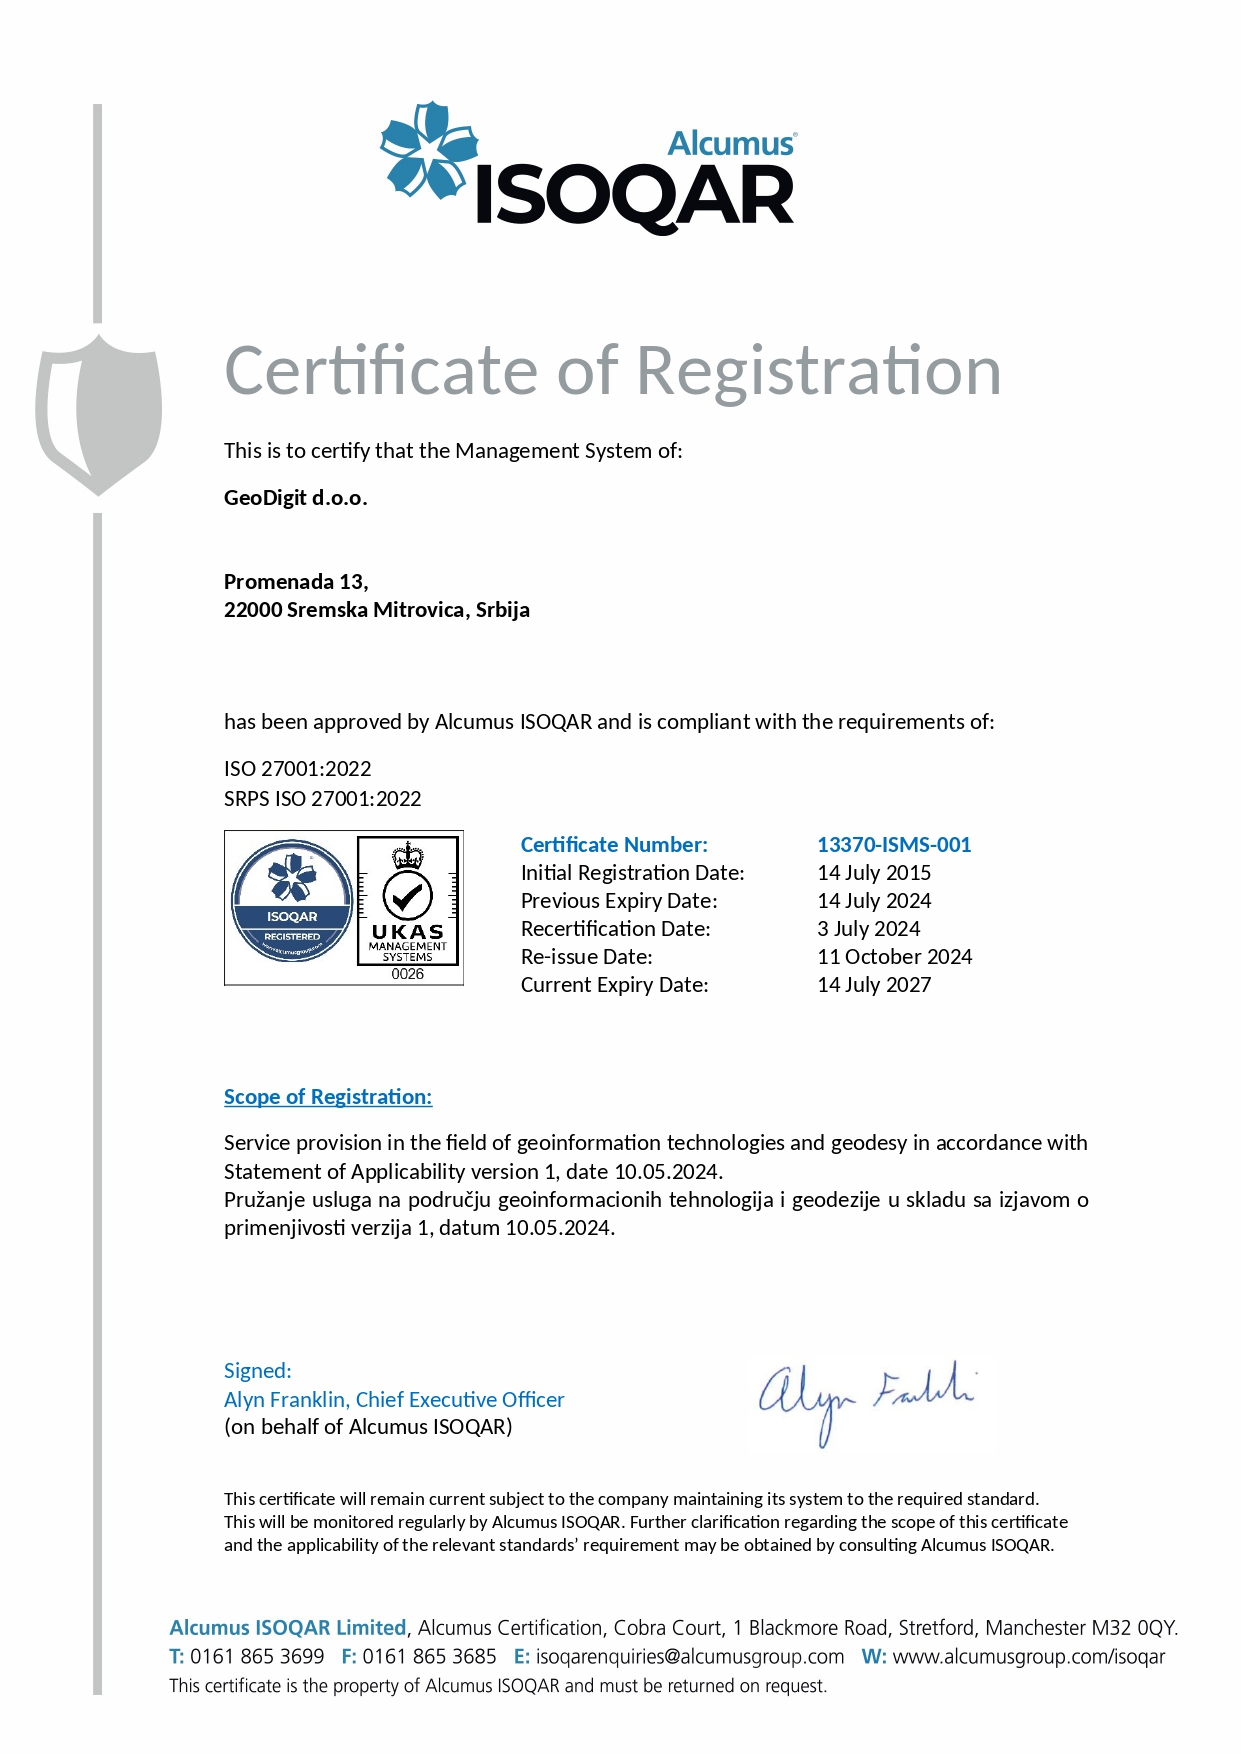 Alcumus®
ISOQAR
Certificate of Registration
This is to certify that the Management System of:
GeoDigit d.o.o.
Promenada 13,
22000 Sremska Mitrovica, Srbija
has been approved by Alcumus ISOQAR and is compliant with the requirements of:
ISO 27001:2022
SRPS ISO 27001:2022
ISOQAR
REGISTERED
www.alcumusgroup.com
UKAS
MANAGEMENT
SYSTEMS
0026
Certificate Number: 13370-ISMS-001
Initial Registration Date: 14 July 2015
Previous Expiry Date: 14 July 2024
Recertification Date: 3 July 2024
Re-issue Date: 11 October 2024
Current Expiry Date: 14 July 2027
Scope of Registration:
Service provision in the field of geoinformation technologies and geodesy in accordance with
Statement of Applicability version 1, date 10.05.2024.
Pružanje usluga na području geoinformacionih tehnologija i geodezije u skladu sa izjavom o
primenjivosti verzija 1, datum 10.05.2024.
Signed:
Alyn Franklin, Chief Executive Officer
(on behalf of Alcumus ISOQAR)
This certificate will remain current subject to the company maintaining its system to the required standard.
This will be monitored regularly by Alcumus ISOQAR. Further clarification regarding the scope of this certificate
and the applicability of the relevant standards’ requirement may be obtained by consulting Alcumus ISOQAR.
Alcumus ISOQAR Limited, Alcumus Certification, Cobra Court, 1 Blackmore Road, Stretford, Manchester M32 0QY.
T: 0161 865 3699 F: 0161 865 3685 E: isoqarenquiries@alcumusgroup.com W: www.alcumusgroup.com/isoqar
This certificate is the property of Alcumus ISOQAR and must be returned on request.